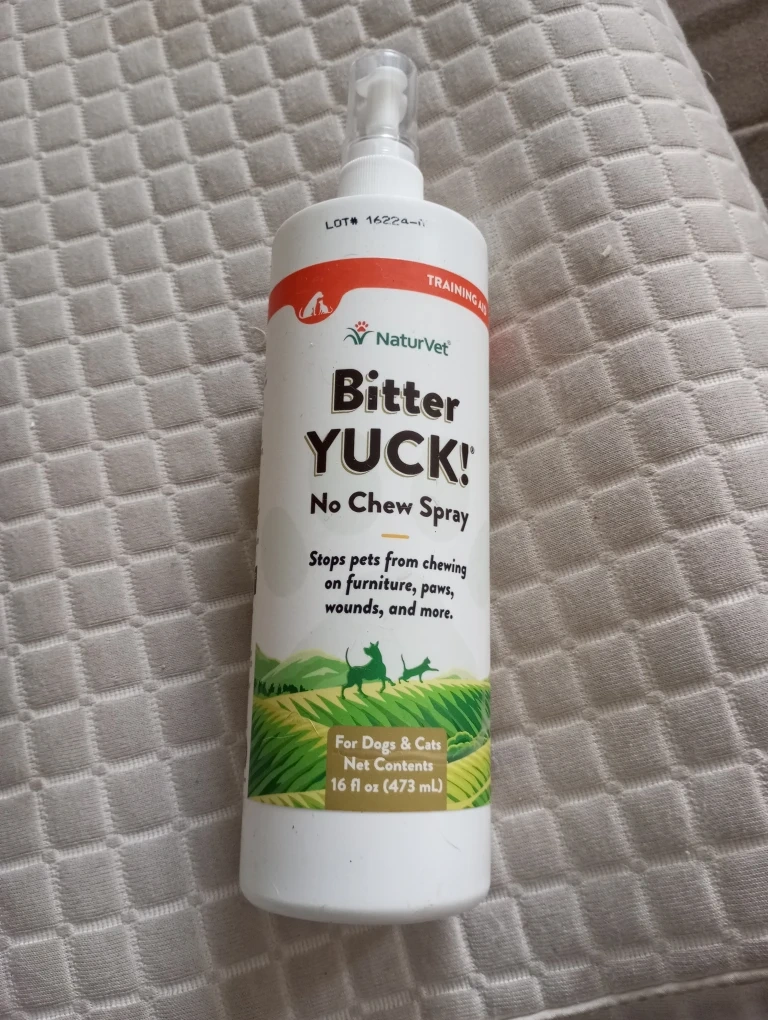 LOT# 16224-
TRAINING AID
NaturVet®
Bitter
YUCK!®
No Chew Spray
Stops pets from chewing
on furniture, paws,
wounds, and more.
For Dogs & Cats
Net Contents
16 fl oz (473 mL)